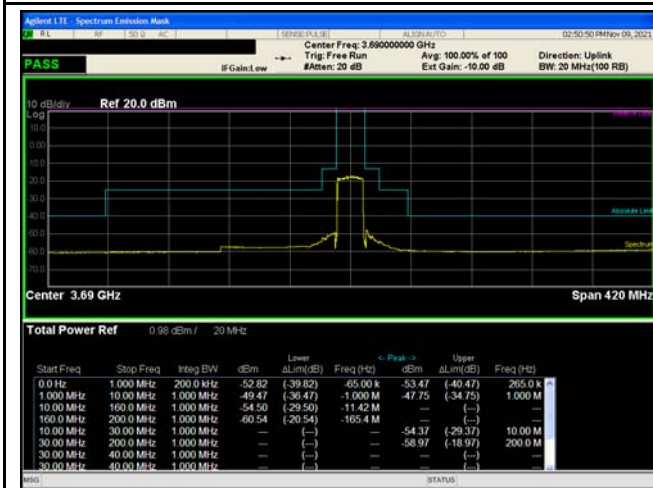 Agilent LTE - Spectrum Emission Mask
RL RF 50 Ω AC SENSE:PULSE ALIGN AUTO 02:50:50 PM Nov 09, 2021
Center Freq: 3.690000000 GHz
Trig: Free Run Avg: 100.00% of 100 Direction: Uplink
PASS IFGain:Low #Atten: 20 dB Ext Gain: -10.00 dB BW: 20 MHz(100 RB)
10 dB/div Ref 20.0 dBm
Log
10.0
0.00
10.0
20.0
30.0
40.0 Absolute Limit
50.0 Spectrum
60.0
70.0
Center 3.69 GHz Span 420 MHz
Total Power Ref 0.98 dBm / 20 MHz
Lower <- Peak -> Upper
Start Freq Stop Freq Integ BW dBm ΔLim(dB) Freq (Hz) dBm ΔLim(dB) Freq (Hz)
0.0 Hz 1.000 MHz 200.0 kHz -52.82 (-39.82) -65.00 k -53.47 (-40.47) 265.0 k
1.000 MHz 10.00 MHz 1.000 MHz -49.47 (-36.47) -1.000 M -47.75 (-34.75) 1.000 M
10.00 MHz 160.0 MHz 1.000 MHz -54.50 (-29.50) -11.42 M --- (---) ---
160.0 MHz 200.0 MHz 1.000 MHz -60.54 (-20.54) -165.4 M --- (---) ---
10.00 MHz 30.00 MHz 1.000 MHz --- (---) --- -54.37 (-29.37) 10.00 M
30.00 MHz 200.0 MHz 1.000 MHz --- (---) --- -58.97 (-18.97) 200.0 M
30.00 MHz 40.00 MHz 1.000 MHz --- (---) --- --- (---) ---
30.00 MHz 40.00 MHz 1.000 MHz --- (---) --- --- (---) ---
MSG STATUS